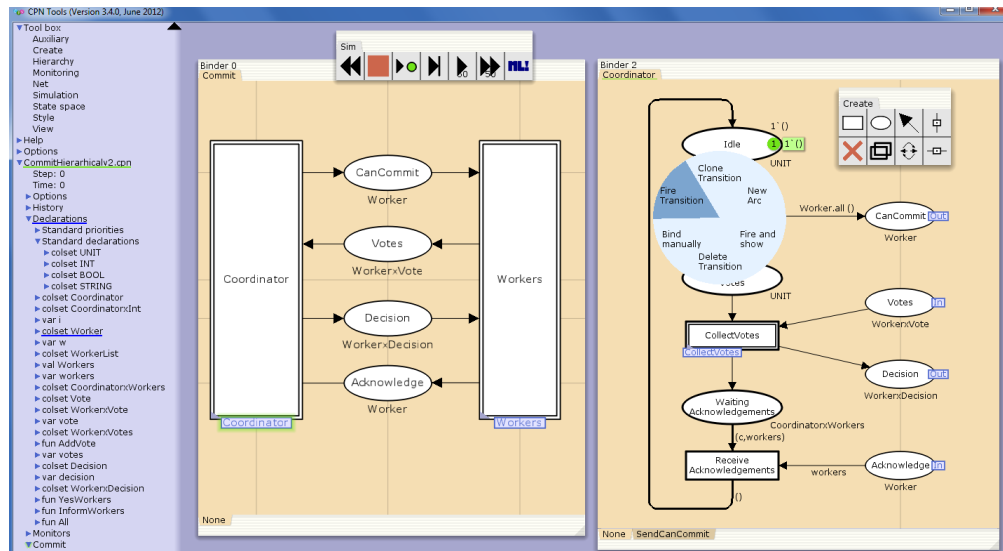 CPN Tools (Version 3.4.0, June 2012)
Tool box
Auxiliary
Create
Hierarchy
Monitoring
Net
Simulation
State space
Style
View
Help
Options
CommitHierarhicalv2.cpn
Step: 0
Time: 0
Options
History
Declarations
Standard priorities
Standard declarations
colset UNIT
colset INT
colset BOOL
colset STRING
colset Coordinator
colset CoordinatorxInt
var i
colset Worker
var w
colset WorkerList
val Workers
var workers
colset CoordinatorxWorkers
colset Vote
colset WorkerxVote
var vote
colset WorkerxVotes
fun AddVote
var votes
colset Decision
var decision
colset WorkerxDecision
fun YesWorkers
fun InformWorkers
fun All
Monitors
Commit
Sim
50
ML!
Binder 0
Commit
Coordinator
Coordinator
CanCommit
Worker
Votes
WorkerxVote
Decision
WorkerxDecision
Acknowledge
Worker
Workers
Workers
None
Binder 2
Coordinator
Create
1`()
Idle
1
1`()
UNIT
Clone
Transition
New
Arc
Fire
Transition
Bind
manually
Fire and
show
Delete
Transition
Worker.all ()
CanCommit
Out
Worker
UNIT
Votes
In
WorkerxVote
CollectVotes
CollectVotes
Decision
Out
WorkerxDecision
Waiting
Acknowledgements
CoordinatorxWorkers
(c,workers)
Receive
Acknowledgements
workers
Acknowledge
In
Worker
()
None
SendCanCommit